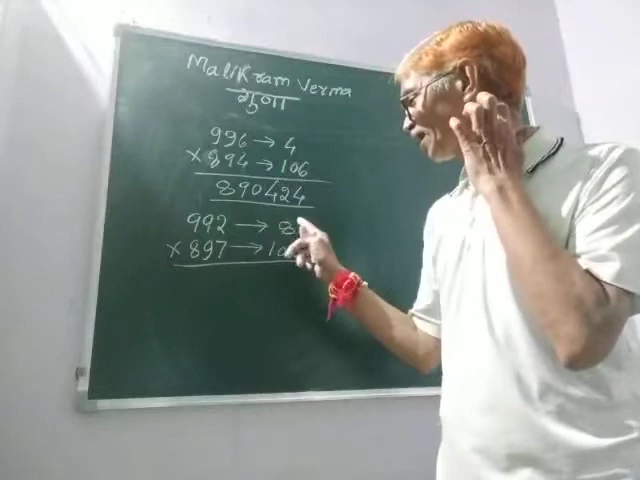 Malikram Verma
गुणा
996 → 4
× 894 → 106
890424
992 → 8
× 897 → 10